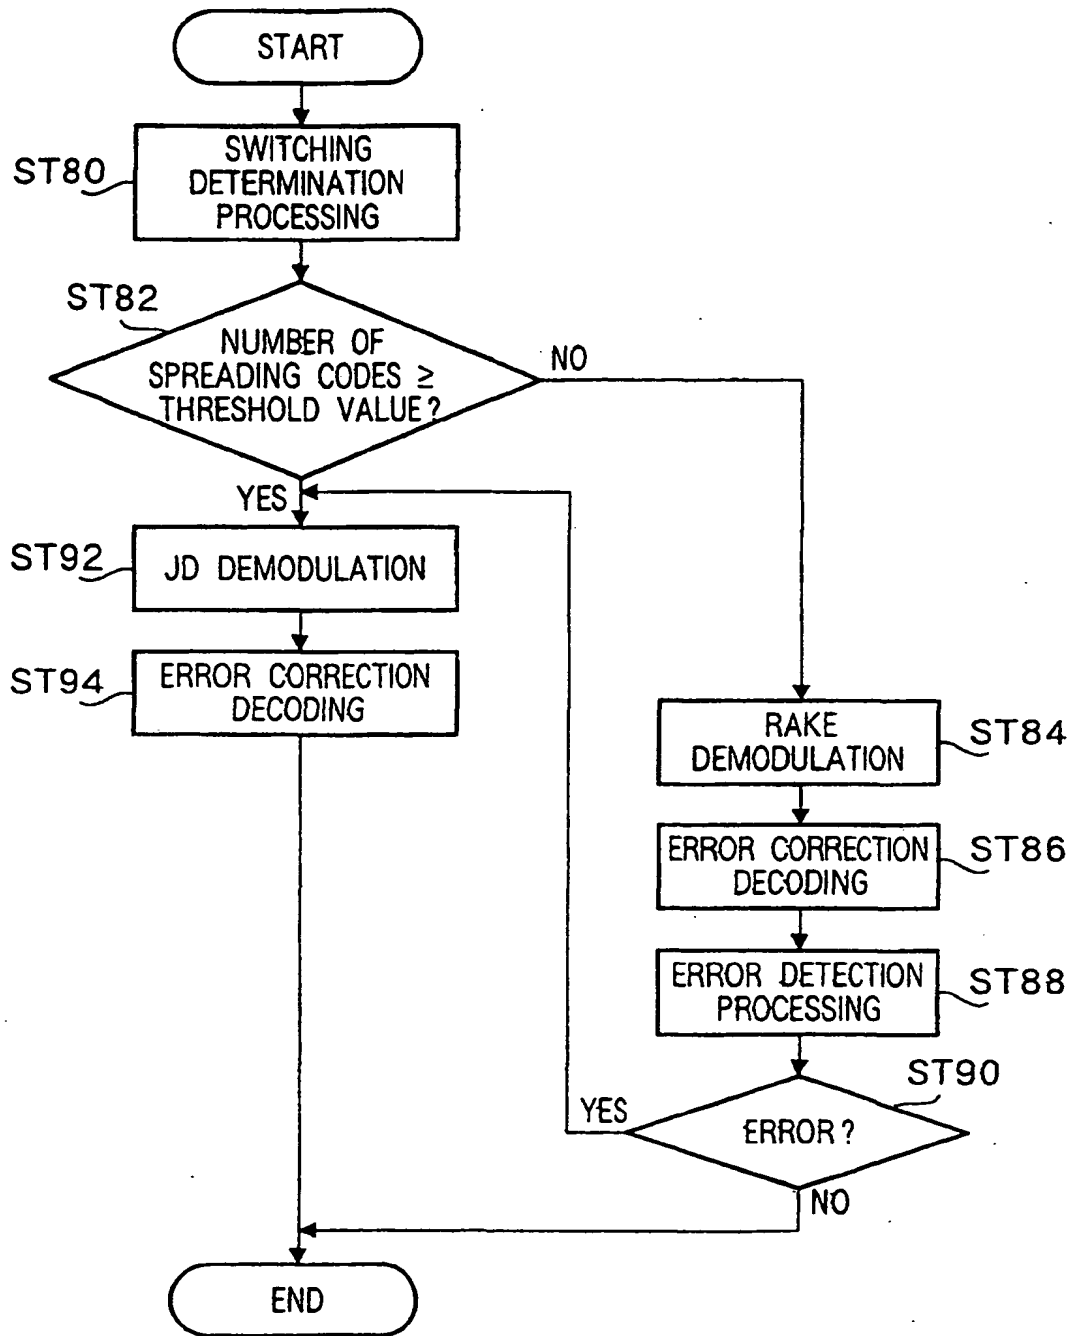 START
ST80
SWITCHING
DETERMINATION
PROCESSING
ST82
NUMBER OF
SPREADING CODES ≥
THRESHOLD VALUE?
NO
YES
ST92
JD DEMODULATION
ST94
ERROR CORRECTION
DECODING
RAKE
DEMODULATION
ST84
ERROR CORRECTION
DECODING
ST86
ERROR DETECTION
PROCESSING
ST88
ST90
YES
ERROR?
NO
END